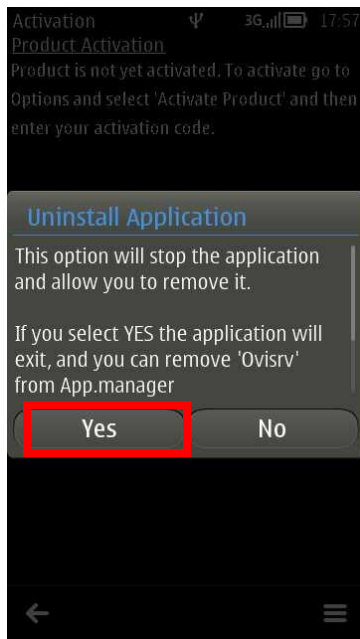 Activation 3G 17:57
Product Activation
Product is not yet activated. To activate go to
Options and select 'Activate Product' and then
enter your activation code.
Uninstall Application
This option will stop the application
and allow you to remove it.
If you select YES the application will
exit, and you can remove 'Ovisrv'
from App.manager
Yes No